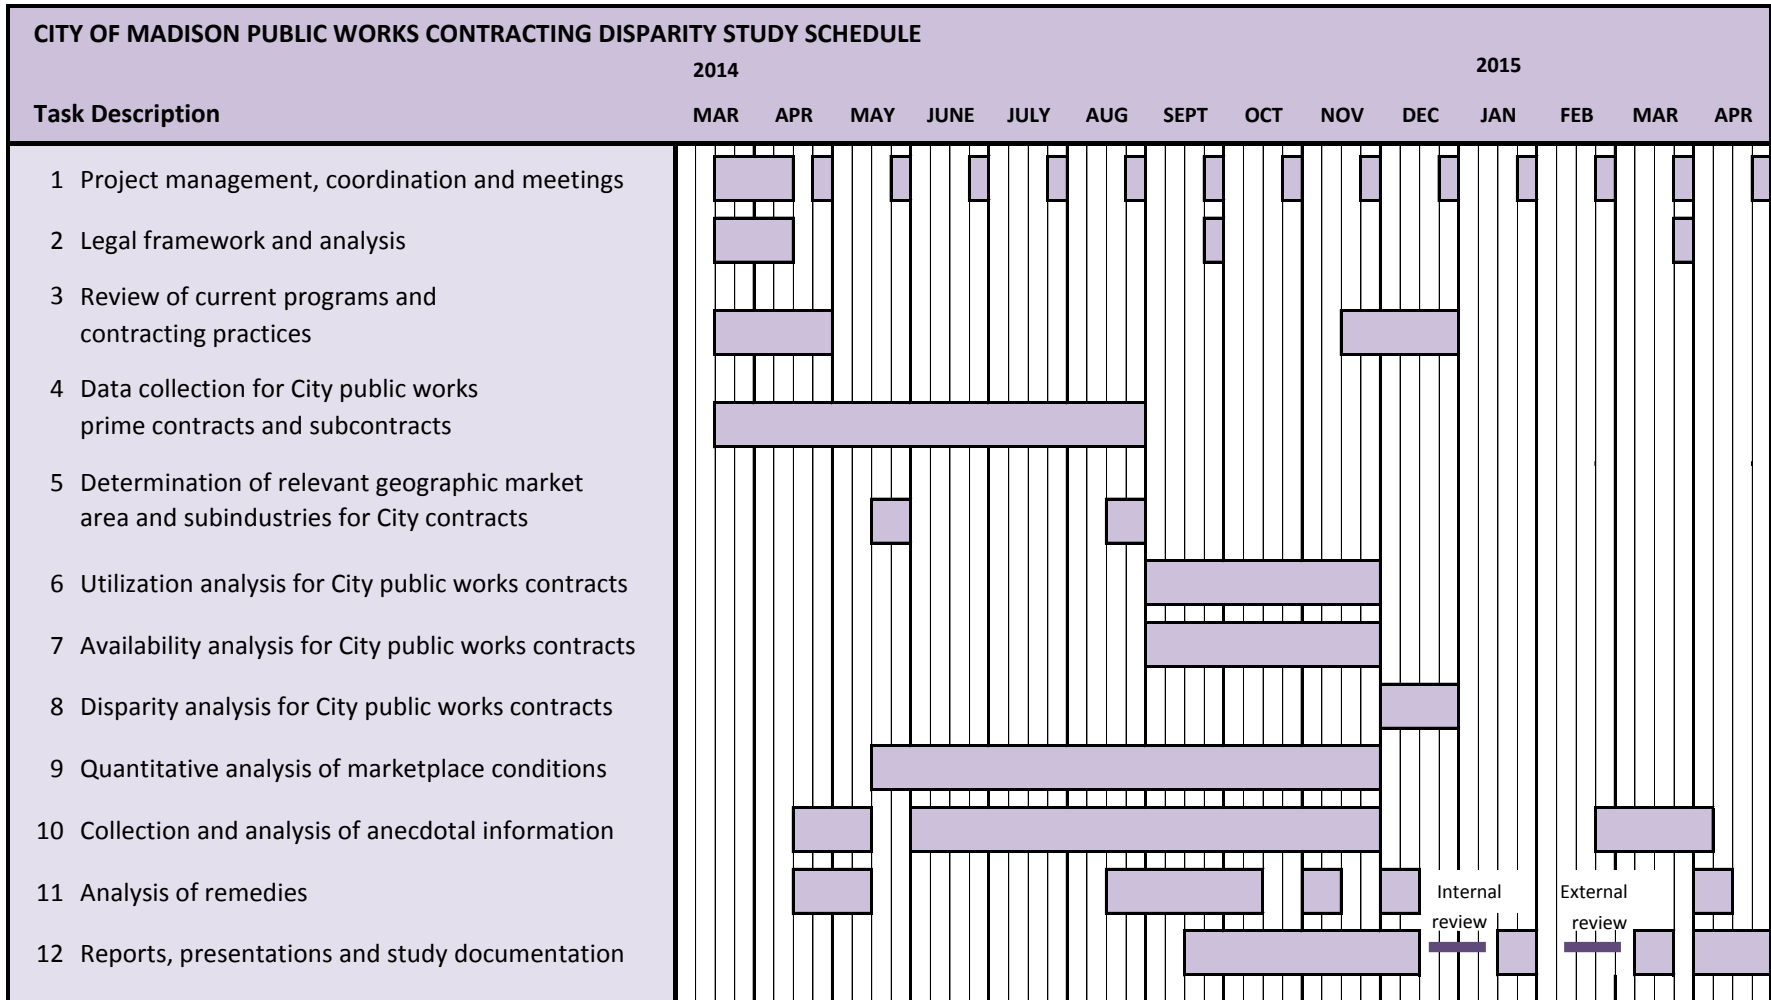 CITY OF MADISON PUBLIC WORKS CONTRACTING DISPARITY STUDY SCHEDULE
2014 2015
Task Description MAR APR MAY JUNE JULY AUG SEPT OCT NOV DEC JAN FEB MAR APR
1 Project management, coordination and meetings
2 Legal framework and analysis
3 Review of current programs and
contracting practices
4 Data collection for City public works
prime contracts and subcontracts
5 Determination of relevant geographic market
area and subindustries for City contracts
6 Utilization analysis for City public works contracts
7 Availability analysis for City public works contracts
8 Disparity analysis for City public works contracts
9 Quantitative analysis of marketplace conditions
10 Collection and analysis of anecdotal information
11 Analysis of remedies Internal External
review review
12 Reports, presentations and study documentation